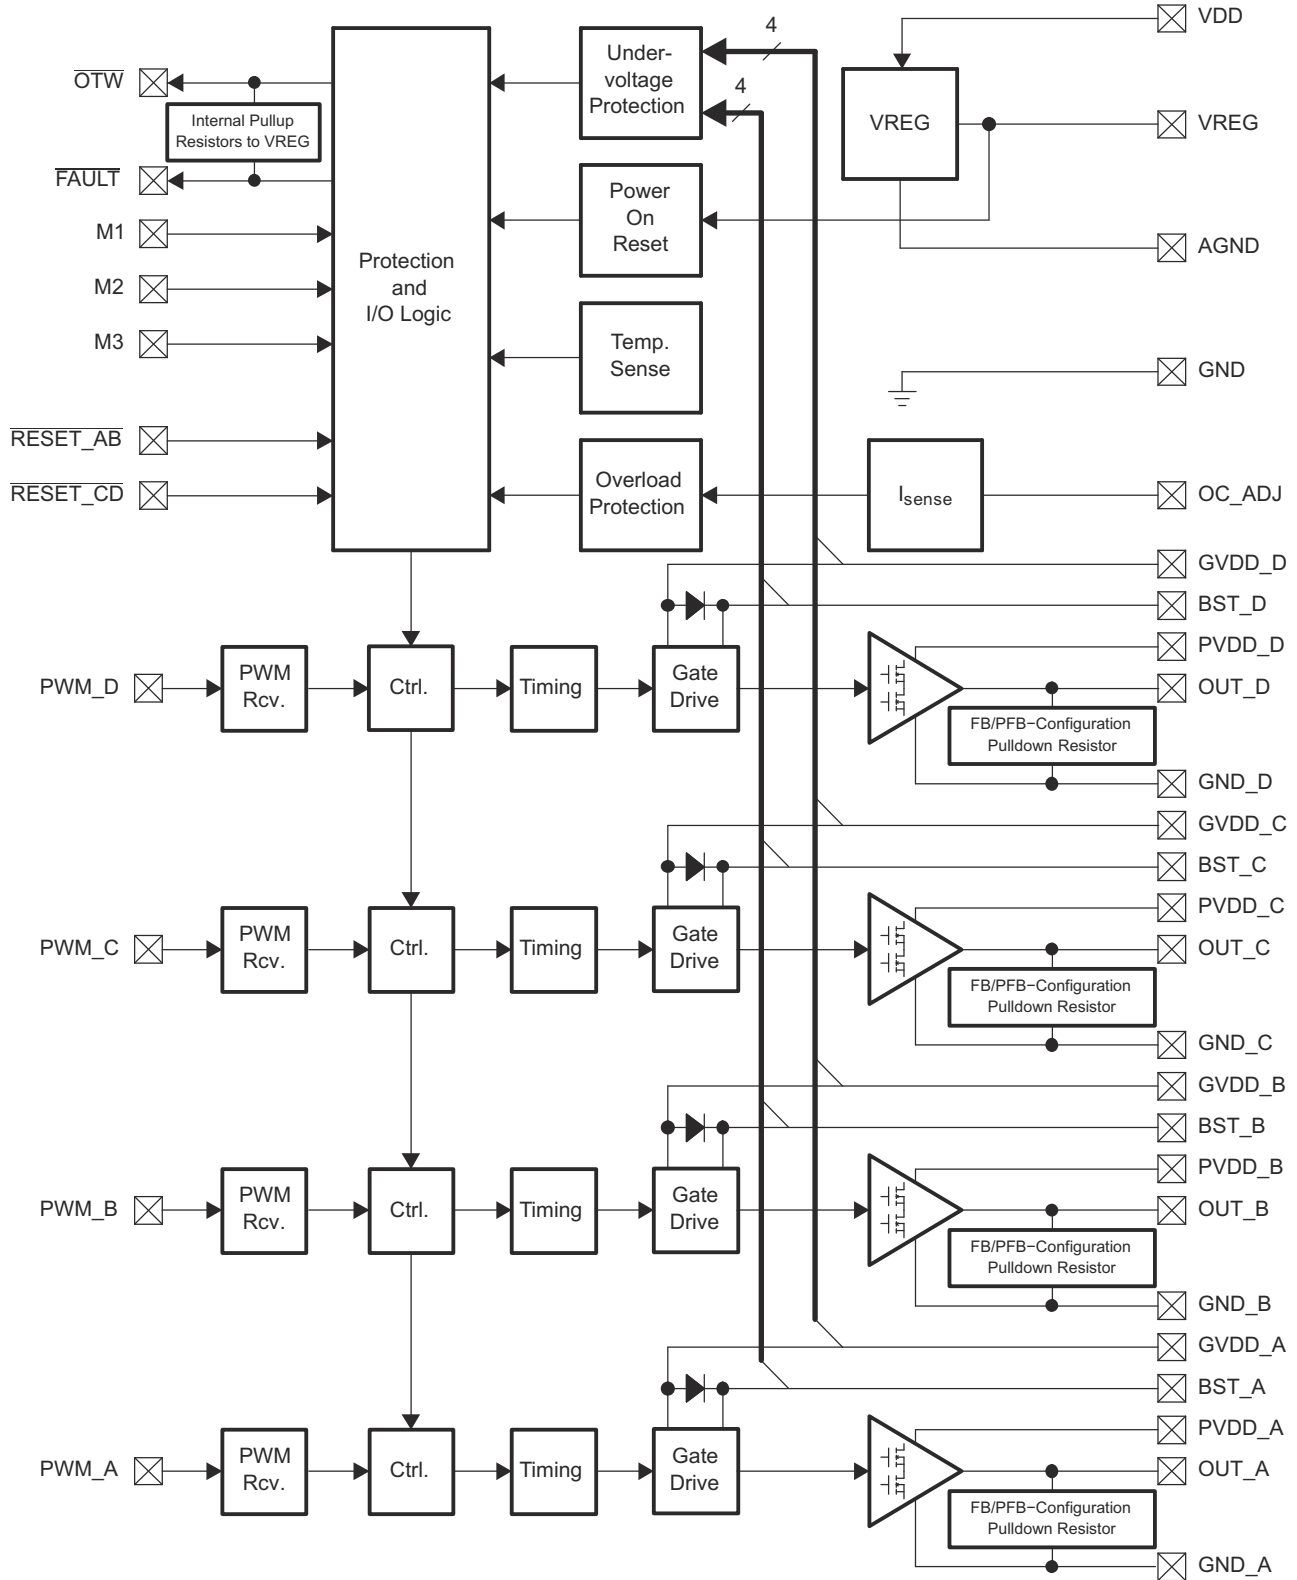 4
VDD
Under-
voltage
Protection
4
OTW
Internal Pullup
Resistors to VREG
VREG
VREG
FAULT
Power
On
Reset
M1
AGND
Protection
and
I/O Logic
M2
M3
Temp.
Sense
GND
RESET_AB
RESET_CD
Overload
Protection
Isense
OC_ADJ
GVDD_D
BST_D
PVDD_D
PWM_D
PWM
Rcv.
Ctrl.
Timing
Gate
Drive
OUT_D
FB/PFB−Configuration
Pulldown Resistor
GND_D
GVDD_C
BST_C
PVDD_C
PWM_C
PWM
Rcv.
Ctrl.
Timing
Gate
Drive
OUT_C
FB/PFB−Configuration
Pulldown Resistor
GND_C
GVDD_B
BST_B
PVDD_B
PWM_B
PWM
Rcv.
Ctrl.
Timing
Gate
Drive
OUT_B
FB/PFB−Configuration
Pulldown Resistor
GND_B
GVDD_A
BST_A
PVDD_A
PWM_A
PWM
Rcv.
Ctrl.
Timing
Gate
Drive
OUT_A
FB/PFB−Configuration
Pulldown Resistor
GND_A